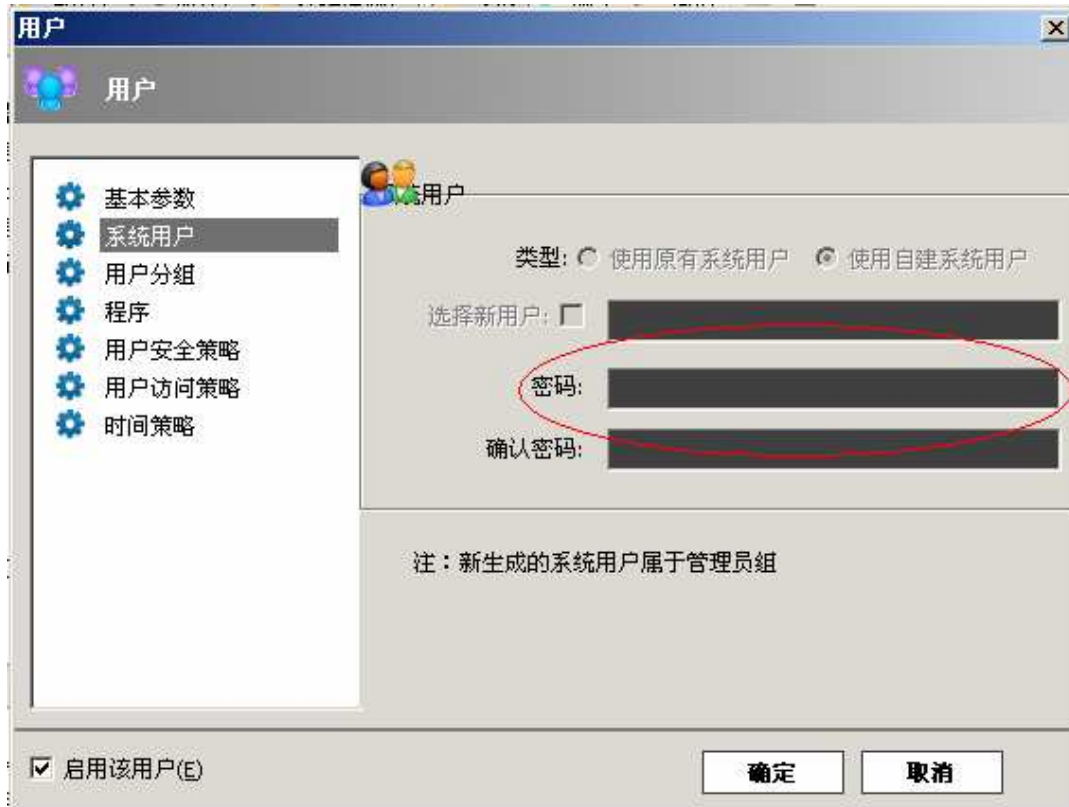 用户
用户
基本参数
系统用户
用户分组
程序
用户安全策略
用户访问策略
时间策略
统用户
类型: 使用原有系统用户 使用自建系统用户
选择新用户:
密码:
确认密码:
注：新生成的系统用户属于管理员组
启用该用户(E)
确定 取消